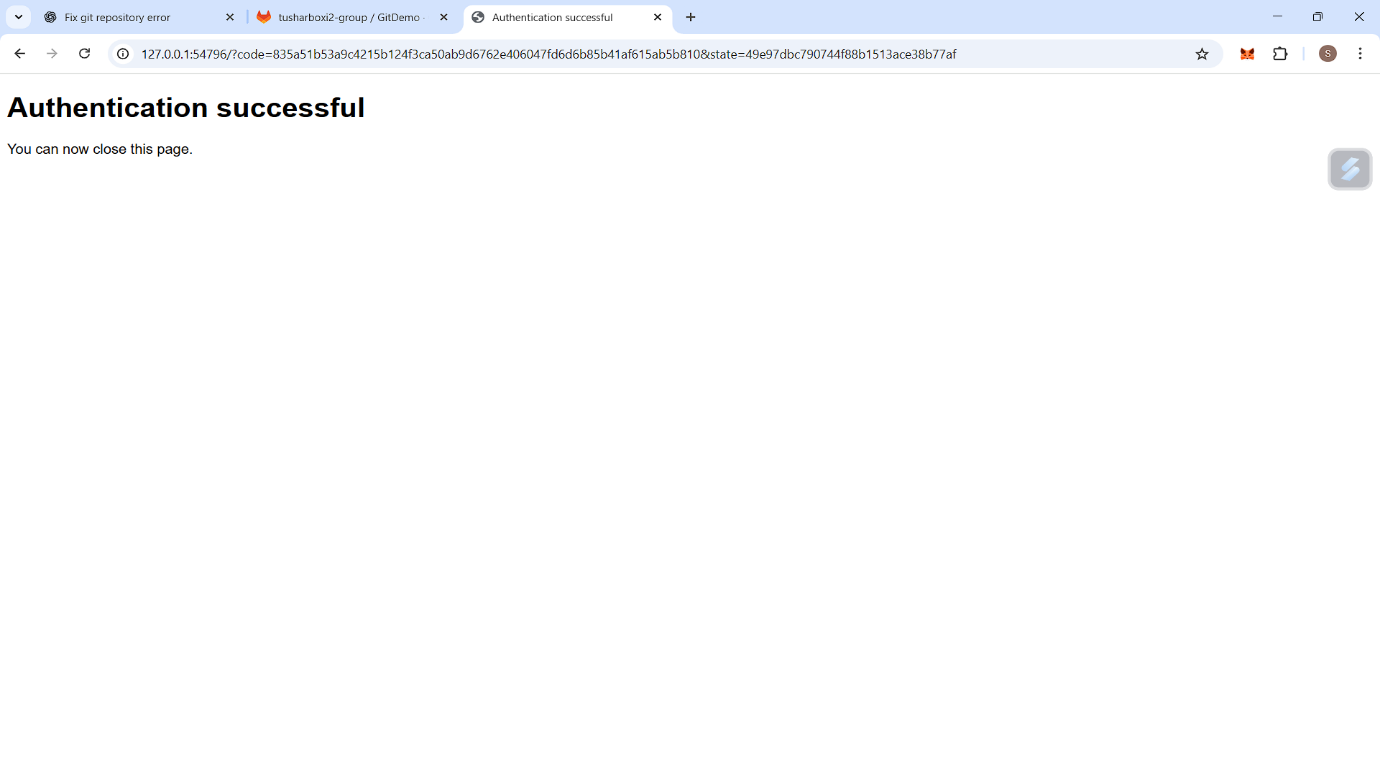 Fix git repository error
tusharboxi2-group / GitDemo ·
Authentication successful
127.0.0.1:54796/?code=835a51b53a9c4215b124f3ca50ab9d6762e406047fd6d6b85b41af615ab5b810&state=49e97dbc790744f88b1513ace38b77af
S
Authentication successful
You can now close this page.